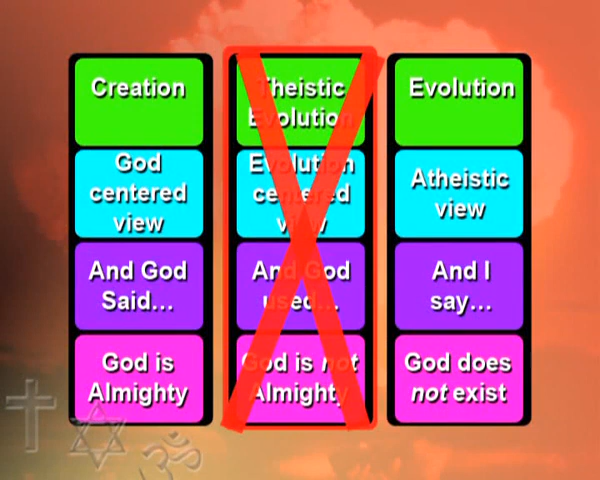 Creation
God
centered
view
And God
Said...
God is
Almighty
Theistic
Evolution
Evolution
centered
view
And God
used...
God is not
Almighty
Evolution
Atheistic
view
And I
say...
God does
not exist